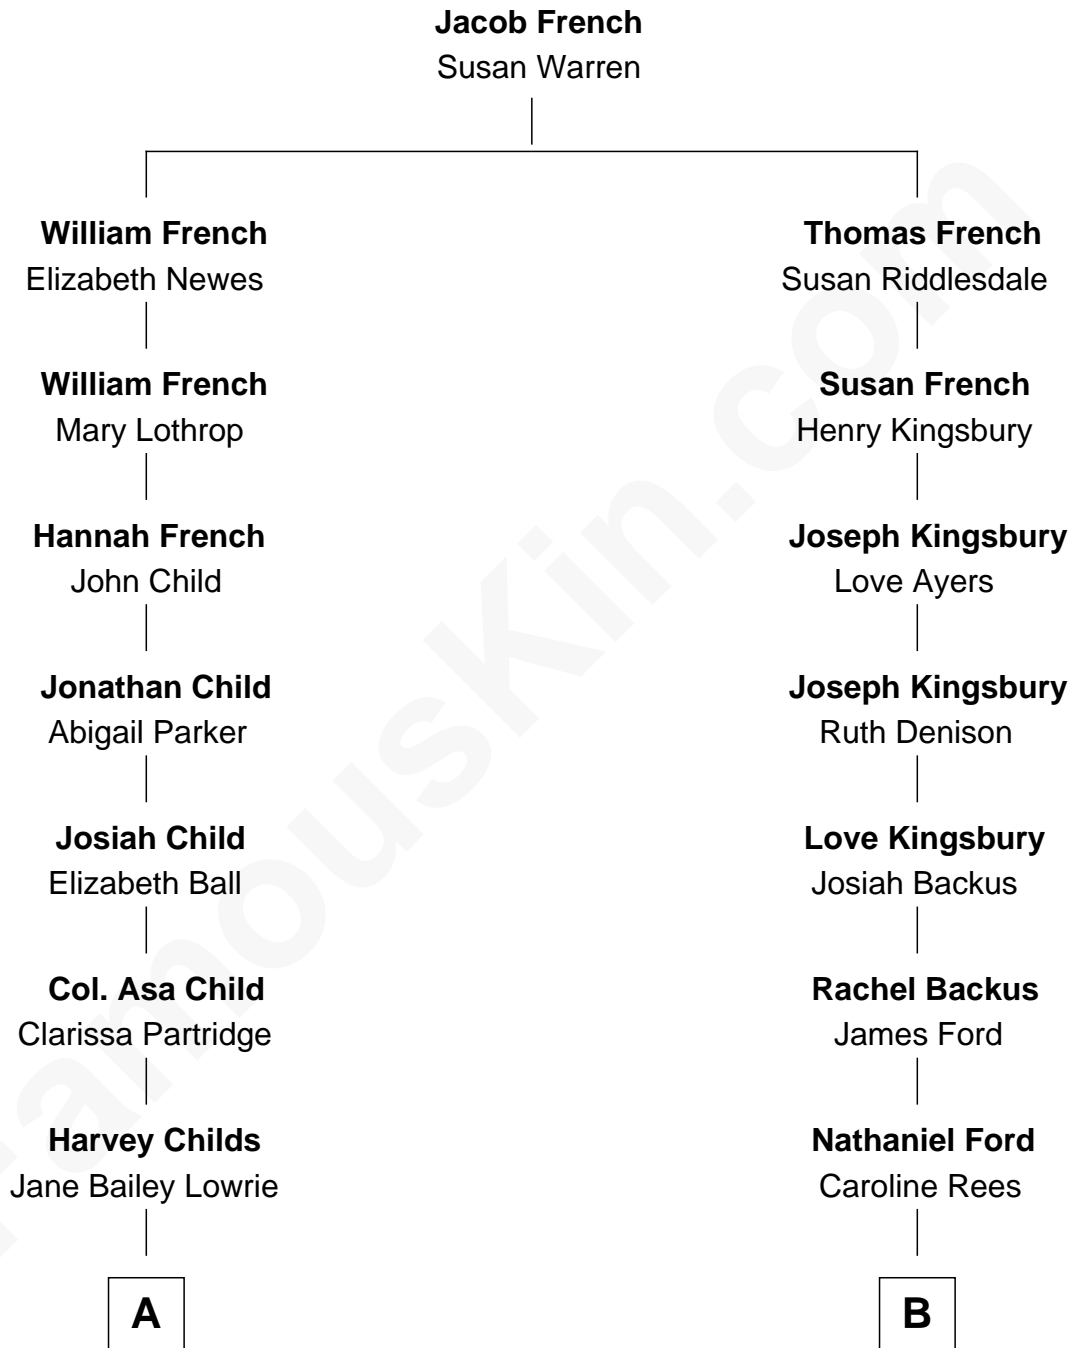 Jacob French
Susan Warren
William French
Elizabeth Newes
William French
Mary Lothrop
Hannah French
John Child
Jonathan Child
Abigail Parker
Josiah Child
Elizabeth Ball
Col. Asa Child
Clarissa Partridge
Harvey Childs
Jane Bailey Lowrie
A
Thomas French
Susan Riddlesdale
Susan French
Henry Kingsbury
Joseph Kingsbury
Love Ayers
Joseph Kingsbury
Ruth Denison
Love Kingsbury
Josiah Backus
Rachel Backus
James Ford
Nathaniel Ford
Caroline Rees
B
FamousKin.com